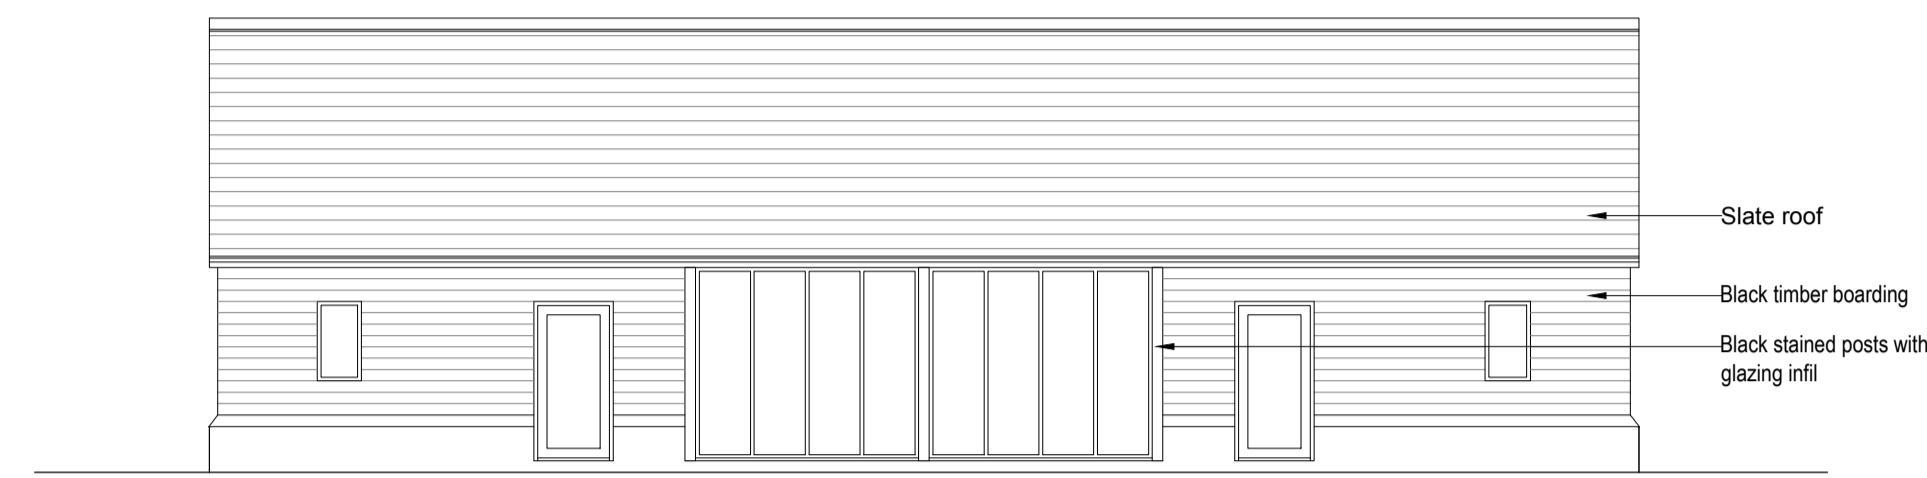 Slate roof
Black timber boarding
Black stained posts with
glazing infil